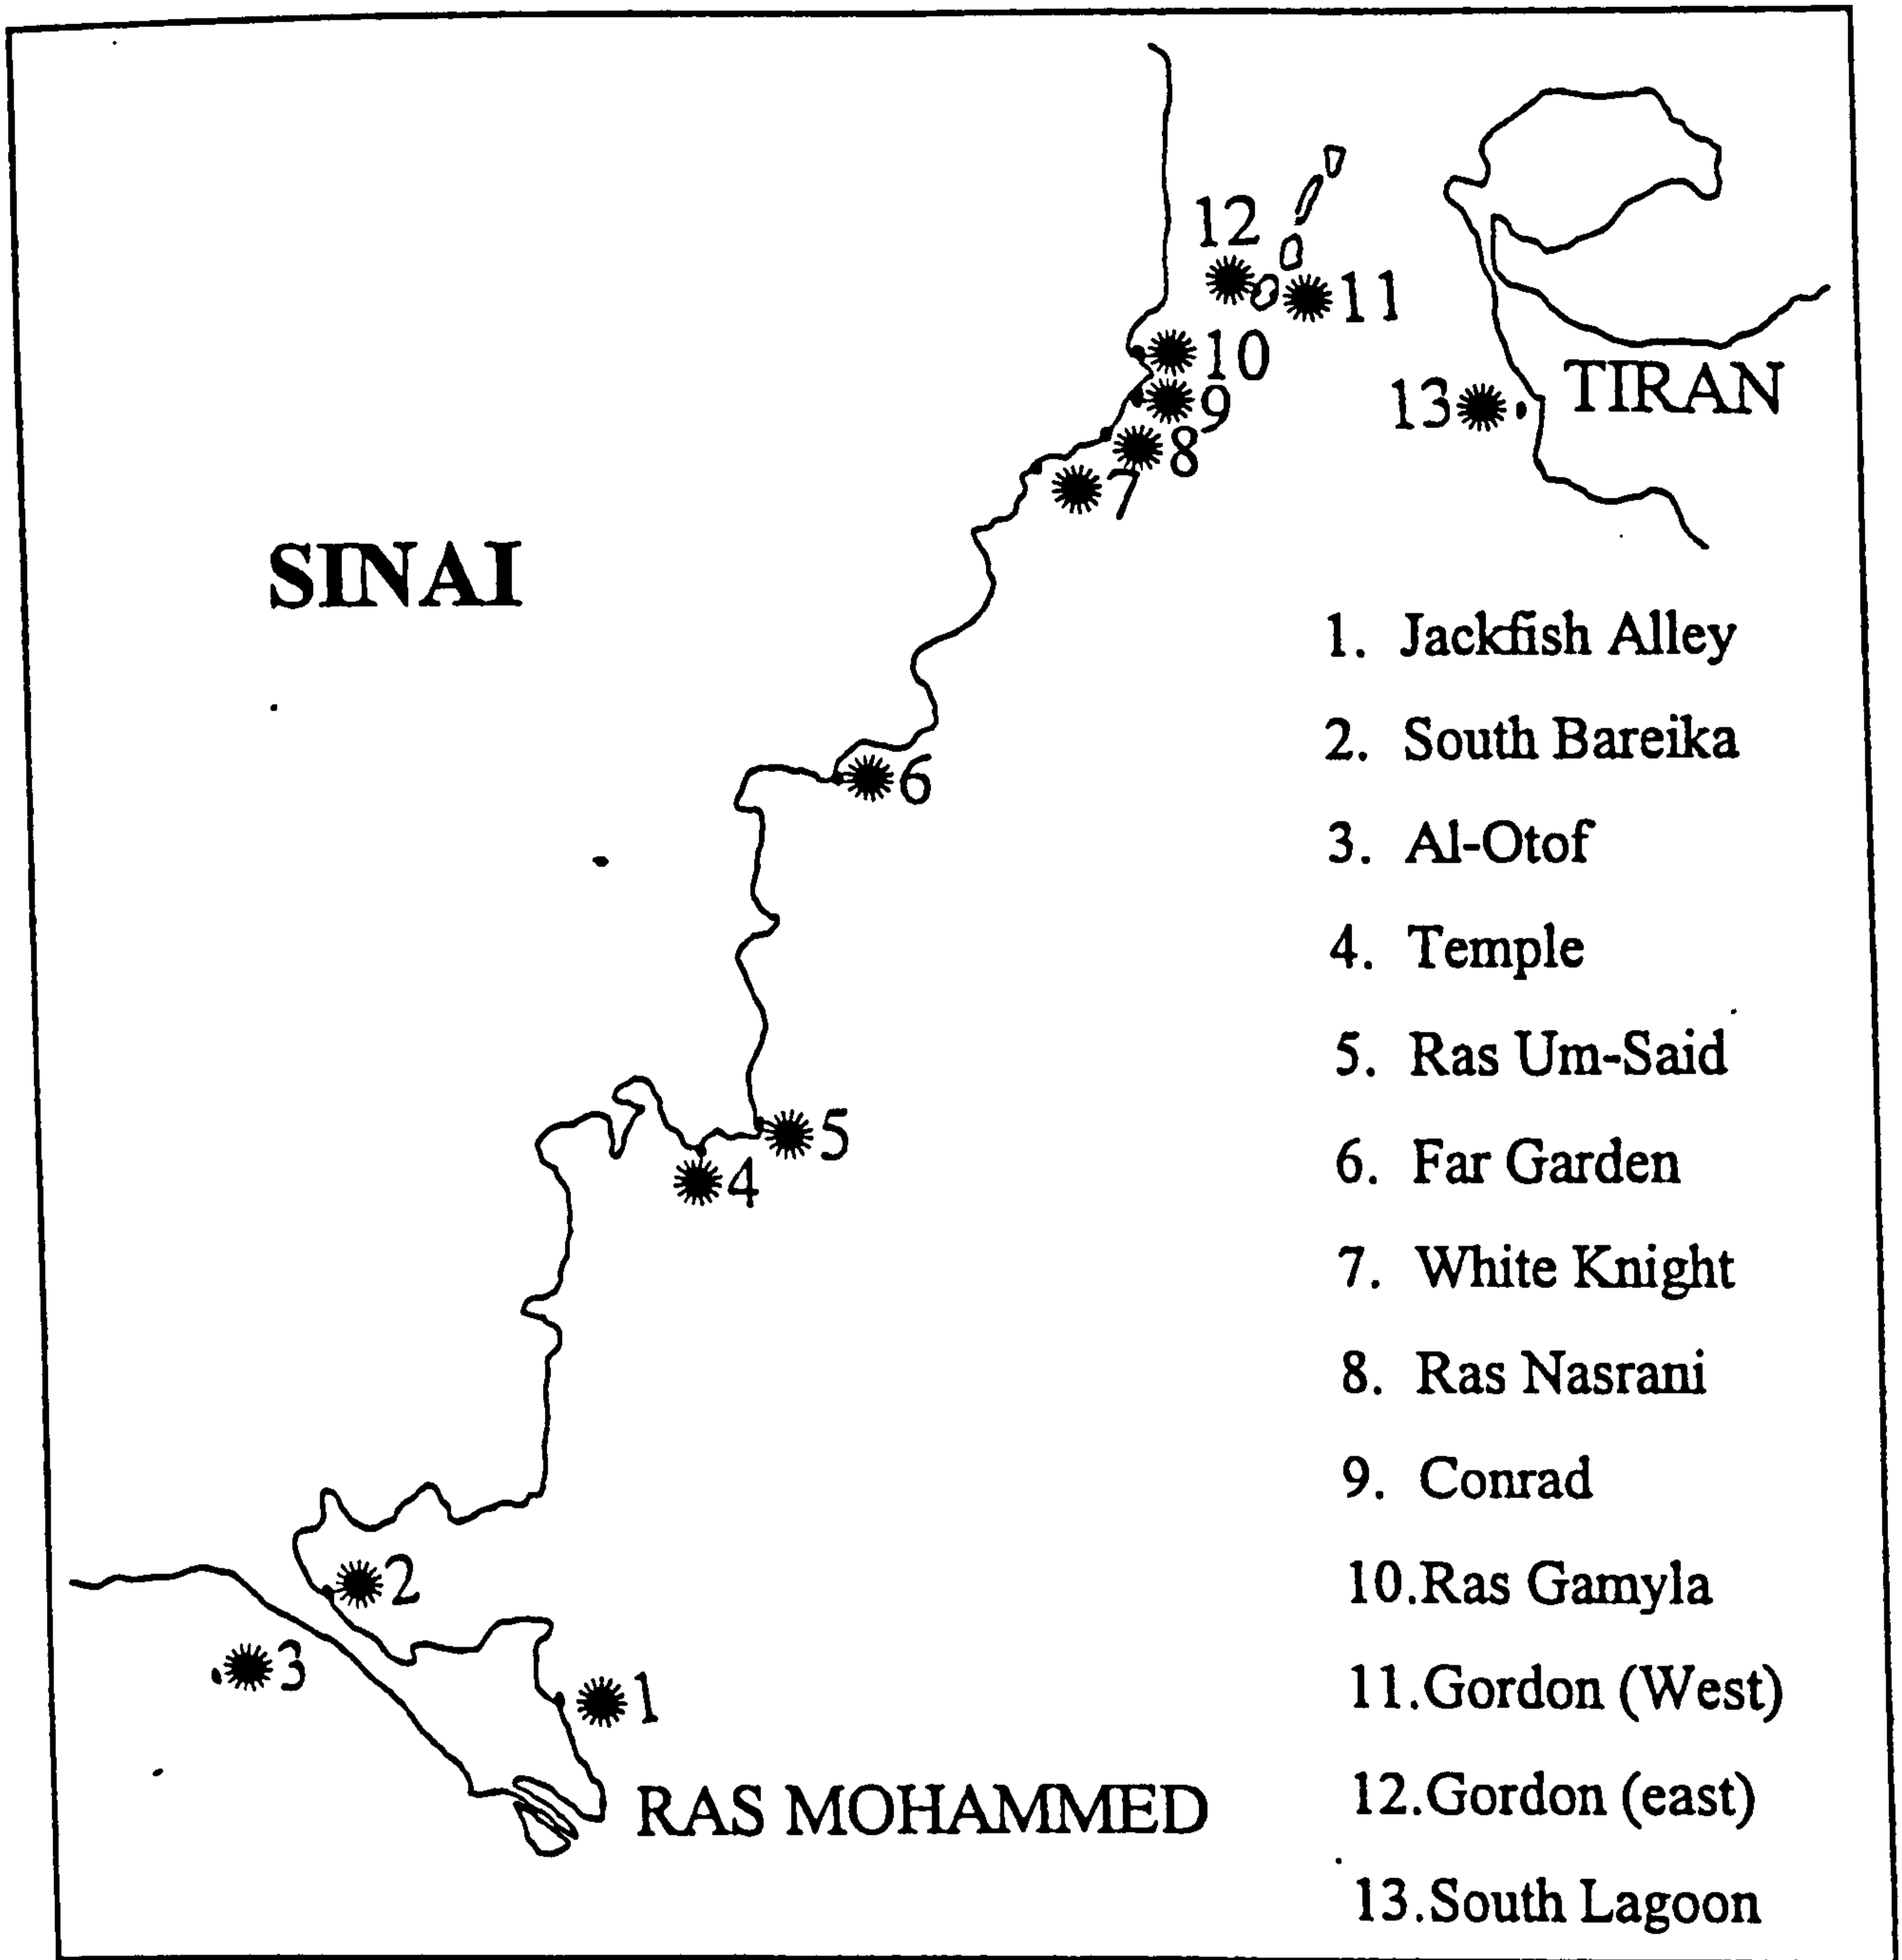 12
11
10
9
8
7
13
TIRAN
SINAI
6
5
4
2
3
1
RAS MOHAMMED
1. Jackfish Alley
2. South Bareika
3. Al-Otof
4. Temple
5. Ras Um-Said
6. Far Garden
7. White Knight
8. Ras Nasrani
9. Conrad
10.Ras Gamyla
11.Gordon (West)
12.Gordon (east)
13.South Lagoon